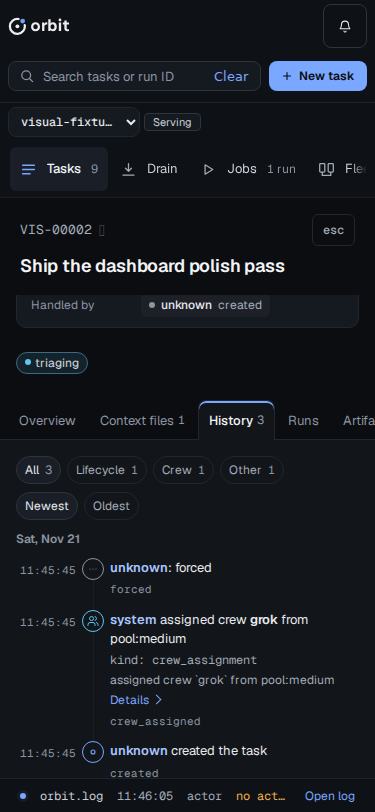 orbit
Search tasks or run ID Clear
+ New task
visual-fixtu… Serving
Tasks 9 Drain Jobs 1 run Fle
VIS-00002 esc
Ship the dashboard polish pass
Handled by unknown created
triaging
Overview Context files 1 History 3 Runs Artifa
All 3 Lifecycle 1 Crew 1 Other 1
Newest Oldest
Sat, Nov 21
11:45:45 unknown: forced
forced
11:45:45 system assigned crew grok from
pool:medium
kind: crew_assignment
assigned crew `grok` from pool:medium
Details >
crew_assigned
11:45:45 unknown created the task
created
orbit.log 11:46:05 actor no act… Open log